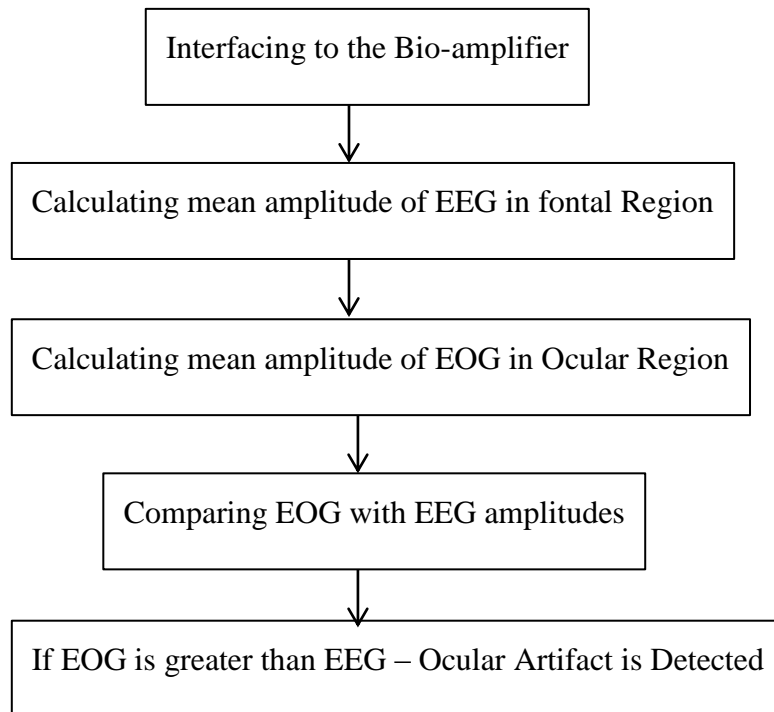 Interfacing to the Bio-amplifier
Calculating mean amplitude of EEG in fontal Region
Calculating mean amplitude of EOG in Ocular Region
Comparing EOG with EEG amplitudes
If EOG is greater than EEG – Ocular Artifact is Detected